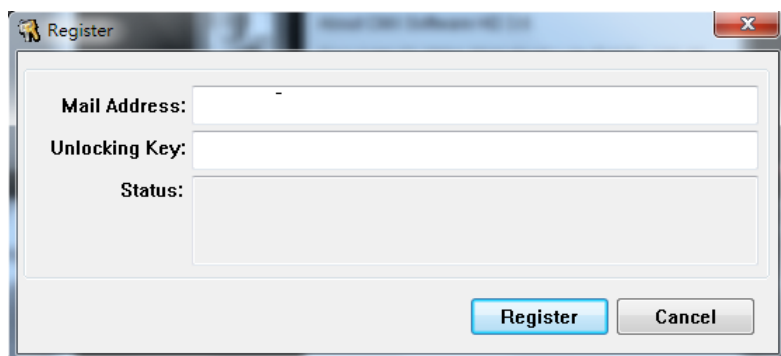 Register
Mail Address:
Unlocking Key:
Status:
Register Cancel